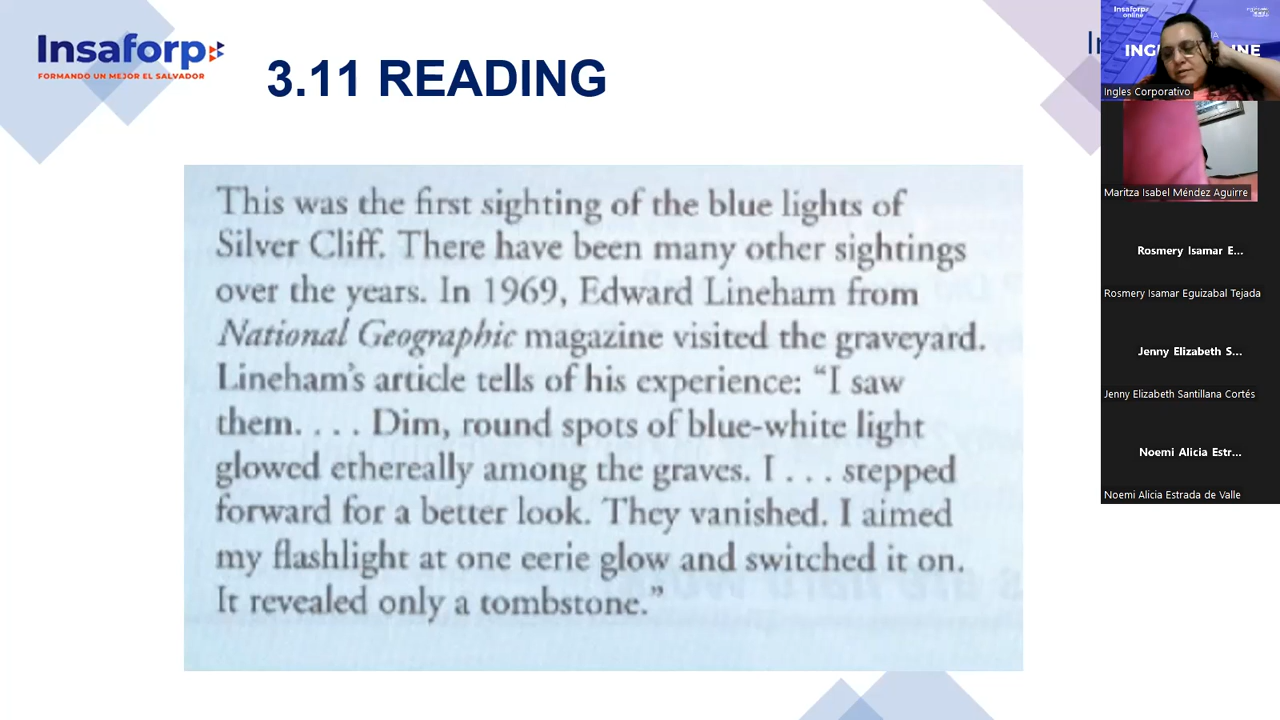 Insaforp
FORMANDO UN MEJOR EL SALVADOR
3.11 READING
This was the first sighting of the blue lights of
Silver Cliff. There have been many other sightings
over the years. In 1969, Edward Lineham from
National Geographic magazine visited the graveyard.
Lineham's article tells of his experience: “I saw
them. . . . Dim, round spots of blue-white light
glowed ethereally among the graves. I . . . stepped
forward for a better look. They vanished. I aimed
my flashlight at one eerie glow and switched it on.
It revealed only a tombstone.”
Insaforp
online
Ingles Corporativo
Maritza Isabel Méndez Aguirre
Rosmery Isamar E...
Rosmery Isamar Eguizabal Tejada
Jenny Elizabeth S...
Jenny Elizabeth Santillana Cortés
Noemi Alicia Estr...
Noemi Alicia Estrada de Valle